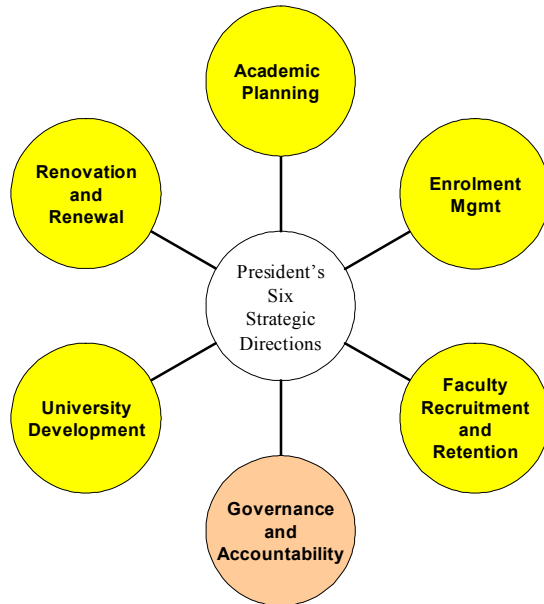 Academic
Planning
Renovation
and
Renewal
Enrolment
Mgmt
President's
Six
Strategic
Directions
University
Development
Faculty
Recruitment
and
Retention
Governance
and
Accountability